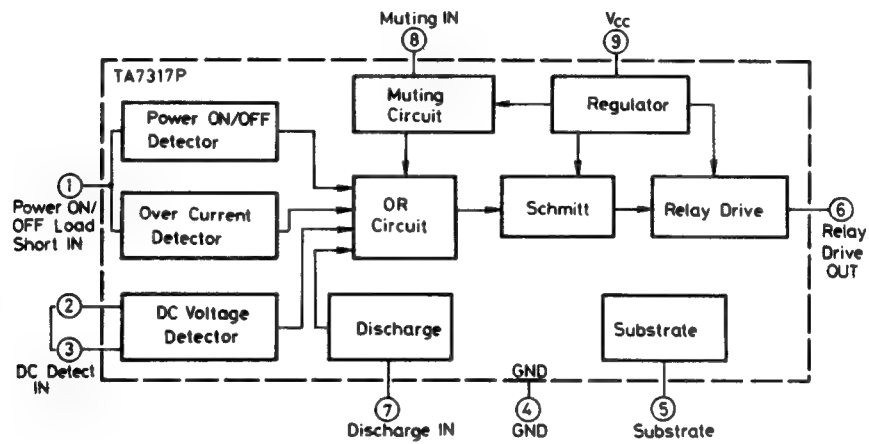 Muting IN
8
Vcc
9
TA7317P
Power ON/OFF
Detector
Muting
Circuit
Regulator
1
Power ON/
OFF Load
Short IN
Over Current
Detector
OR
Circuit
Schmitt
Relay Drive
6
Relay
Drive
OUT
2
3
DC Detect
IN
DC Voltage
Detector
Discharge
Substrate
GND
7
Discharge IN
4
GND
5
Substrate